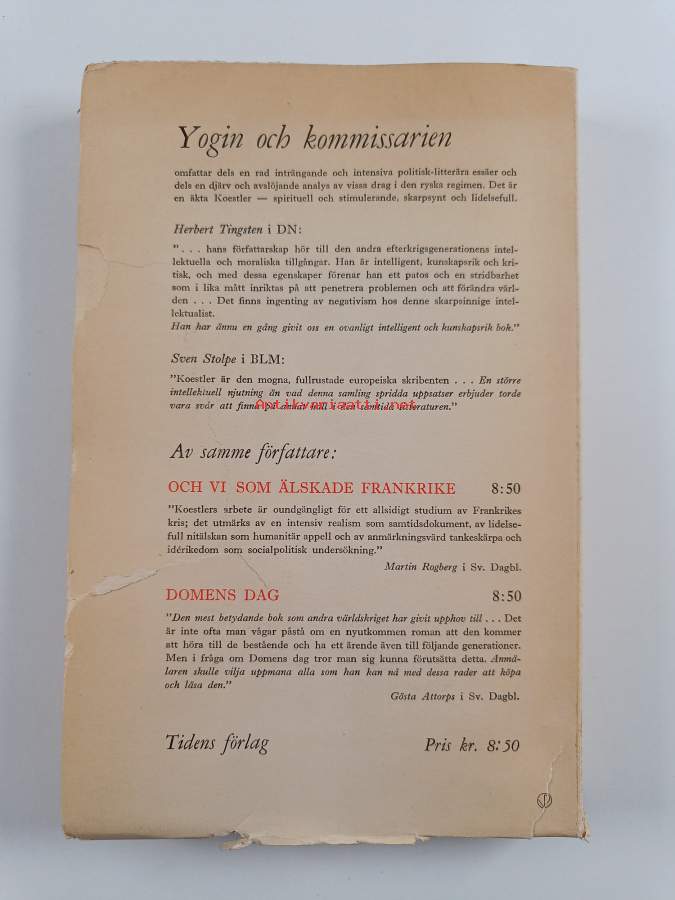 Yogin och kommissarien
omfattar dels en rad inträngande och intensiva politisk-litterära essäer och
dels en djärv och avslöjande analys av vissa drag i den ryska regimen. Det är
en äkta Koestler — spirituell och stimulerande, skarpsynt och lidelsefull.
Herbert Tingsten i DN:
”. . . hans författarskap hör till den andra efterkrigsgenerationens intel-
lektuella och moraliska tillgångar. Han är intelligent, kunskapsrik och kri-
tisk, och med dessa egenskaper förenar han ett patos och en stridbarhet
som i lika mått inriktas på att penetrera problemen och att förändra värl-
den . . . Det finns ingenting av negativism hos denne skarpsinnige intel-
lektualist.
Han har ännu en gång givit oss en ovanligt intelligent och kunskapsrik bok.”
Sven Stolpe i BLM:
”Koestler är den mogna, fullrustade europeiska skribenten . . . En större
intellektuell njutning än vad denna samling spridda uppsatser erbjuder torde
vara svår att finna på annat håll i den samtida litteraturen.”
Antikvariaatti.net
Av samme författare:
OCH VI SOM ÄLSKADE FRANKRIKE 8:50
”Koestlers arbete är oundgängligt för ett allsidigt studium av Frankrikes
kris; det utmärks av en intensiv realism som samtidsdokument, av lidelse-
full nitälskan som humanitär appell och av anmärkningsvärd tankeskärpa och
idérikedom som socialpolitisk undersökning.”
Martin Rogberg i Sv. Dagbl.
DOMENS DAG 8:50
”Den mest betydande bok som andra världskriget har givit upphov till . . . Det
är inte ofta man vågar påstå om en nyutkommen roman att den kommer
att höra till de bestående och ha ett ärende även till följande generationer.
Men i fråga om Domens dag tror man sig kunna förutsätta detta. Anmä-
laren skulle vilja uppmana alla som han kan nå med dessa rader att köpa
och läsa den.”
Gösta Attorps i Sv. Dagbl.
Tidens förlag Pris kr. 8:50